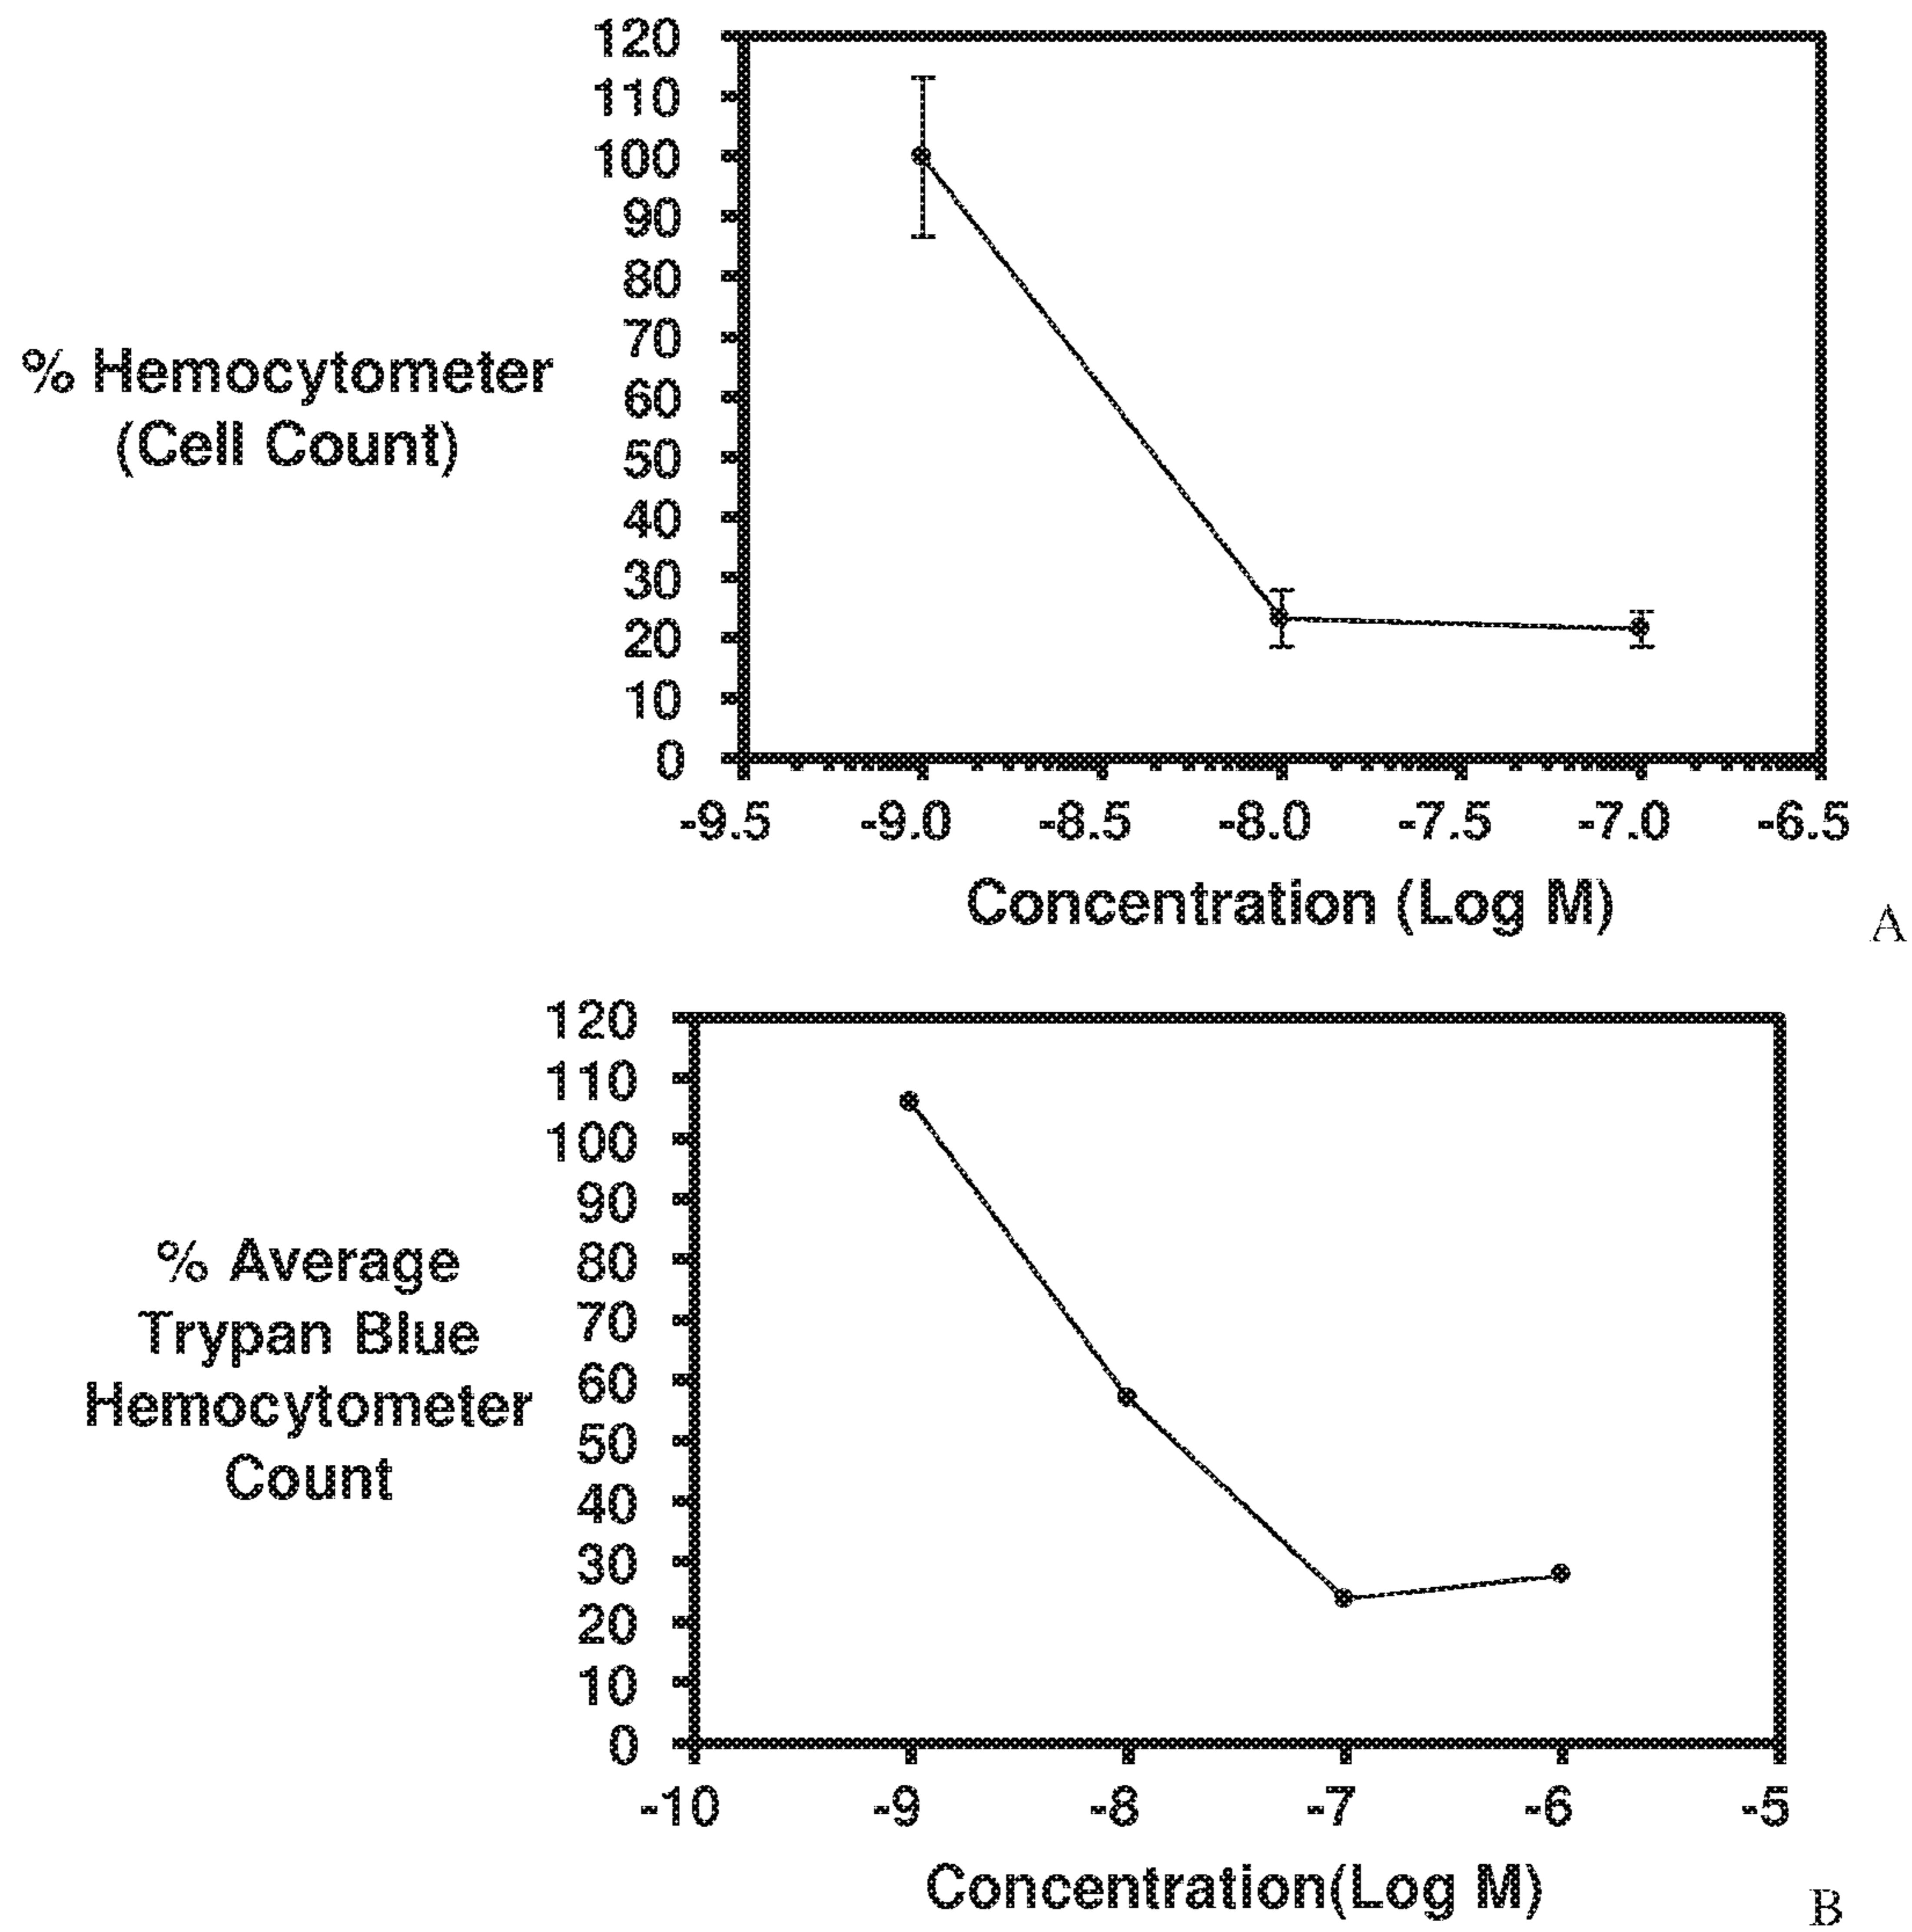 120
110
100
90
80
70
60
50
40
30
20
10
0
% Hemocytometer
(Cell Count)
-9.5 -9.0 -8.5 -8.0 -7.5 -7.0 -6.5
Concentration (Log M)
A
120
110
100
90
80
70
60
50
40
30
20
10
0
% Average
Trypan Blue
Hemocytometer
Count
-10 -9 -8 -7 -6 -5
Concentration(Log M)
B